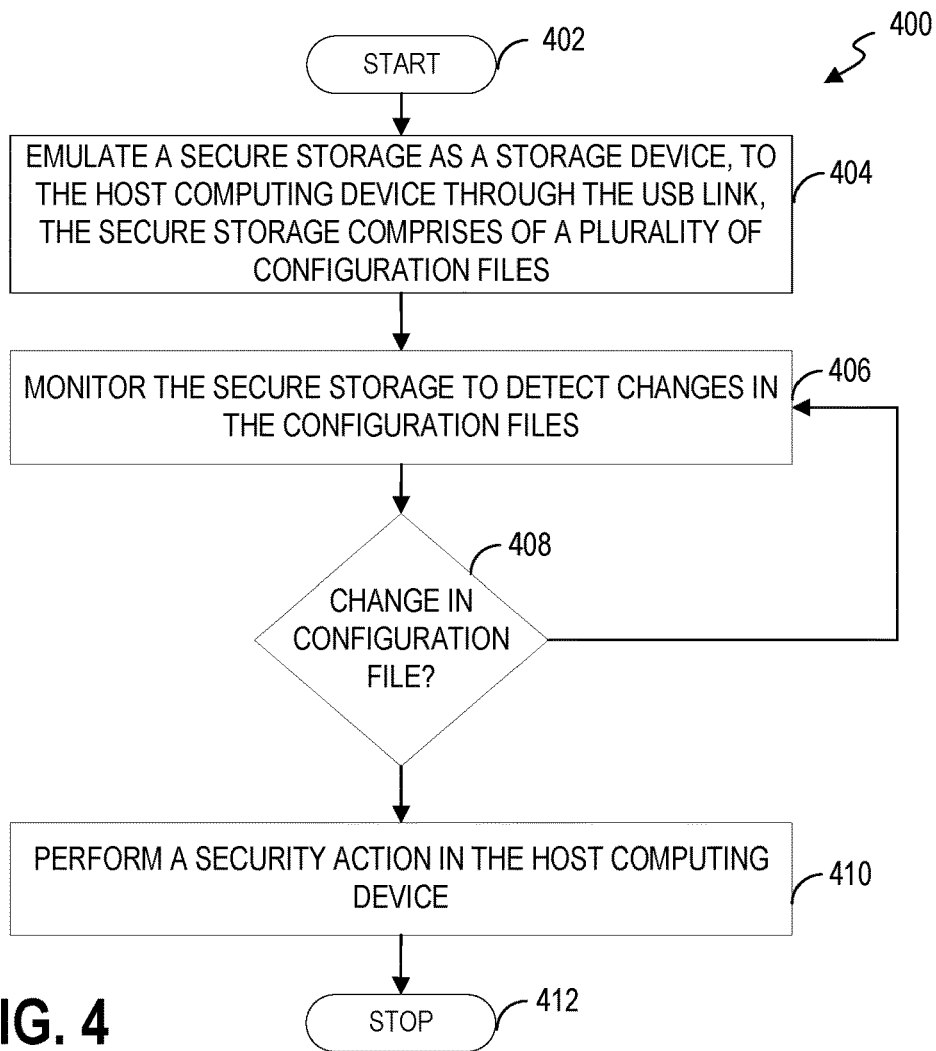 400
402
START
EMULATE A SECURE STORAGE AS A STORAGE DEVICE, TO
THE HOST COMPUTING DEVICE THROUGH THE USB LINK,
THE SECURE STORAGE COMPRISES OF A PLURALITY OF
CONFIGURATION FILES
404
MONITOR THE SECURE STORAGE TO DETECT CHANGES IN
THE CONFIGURATION FILES
406
408
CHANGE IN
CONFIGURATION
FILE?
PERFORM A SECURITY ACTION IN THE HOST COMPUTING
DEVICE
410
STOP
412
IG. 4